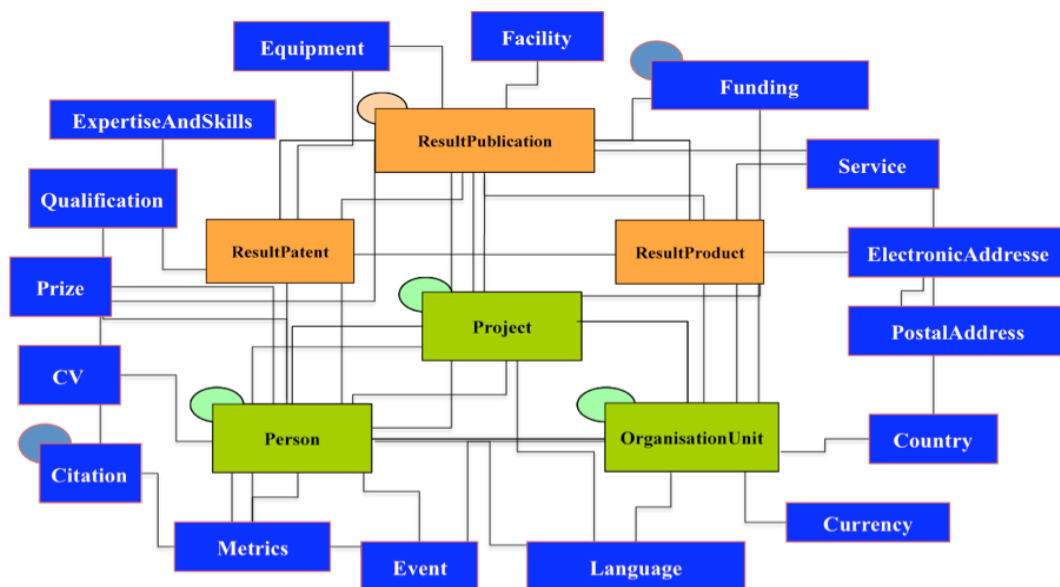 Equipment
Facility
Funding
ExpertiseAndSkills
ResultPublication
Service
Qualification
ResultPatent
ResultProduct
ElectronicAddresse
Prize
Project
PostalAddress
CV
Person
OrganisationUnit
Country
Citation
Metrics
Event
Language
Currency